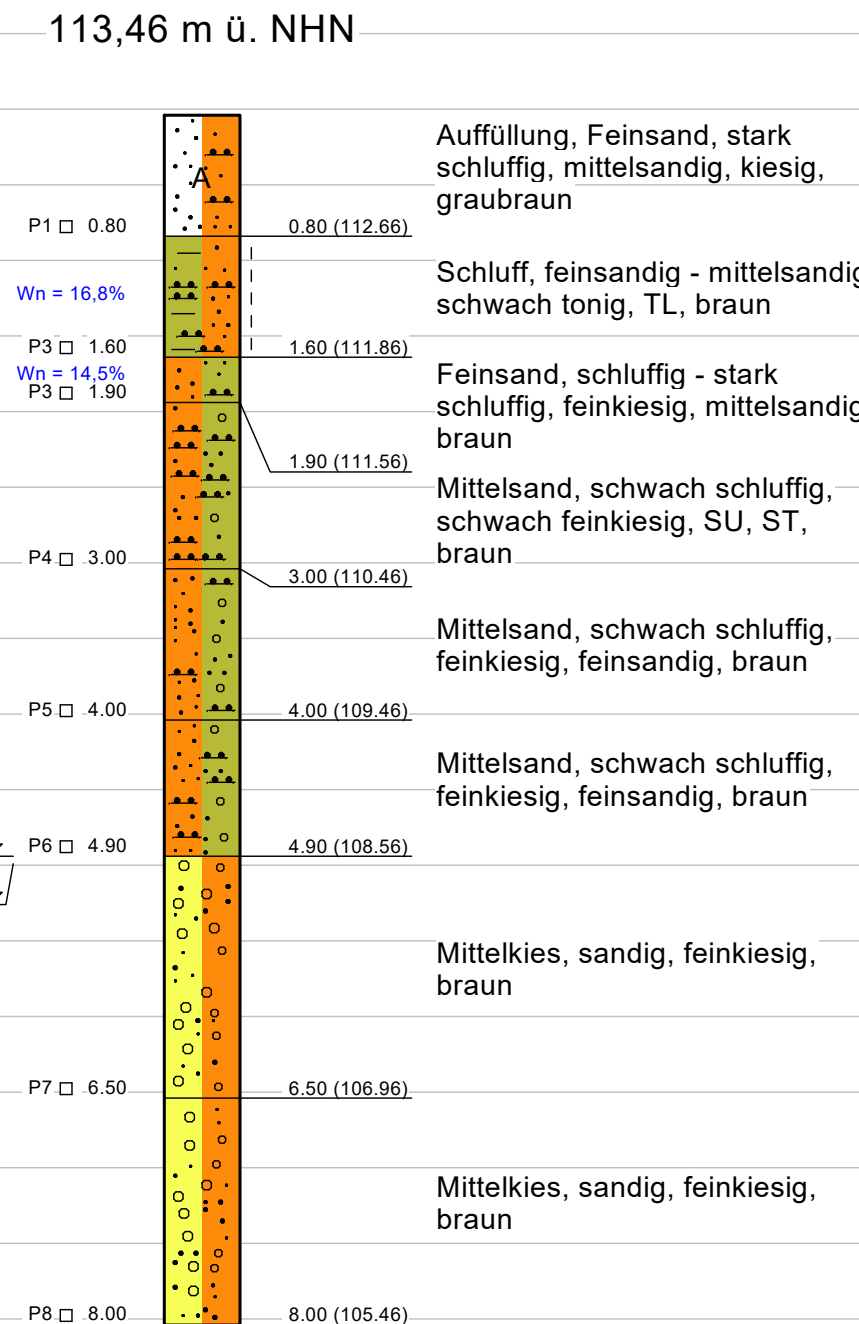 113,46 m ü. NHN
Auffüllung, Feinsand, stark
schluffig, mittelsandig, kiesig,
graubraun
A
P1 0.80
0.80 (112.66)
Schluff, feinsandig - mittelsandig
schwach tonig, TL, braun
Wn = 16,8%
P3 1.60
1.60 (111.86)
Wn = 14,5%
P3 1.90
Feinsand, schluffig - stark
schluffig, feinkiesig, mittelsandig
braun
1.90 (111.56)
Mittelsand, schwach schluffig,
schwach feinkiesig, SU, ST,
braun
P4 3.00
3.00 (110.46)
Mittelsand, schwach schluffig,
feinkiesig, feinsandig, braun
P5 4.00
4.00 (109.46)
Mittelsand, schwach schluffig,
feinkiesig, feinsandig, braun
P6 4.90
4.90 (108.56)
Mittelkies, sandig, feinkiesig,
braun
P7 6.50
6.50 (106.96)
Mittelkies, sandig, feinkiesig,
braun
P8 8.00
8.00 (105.46)